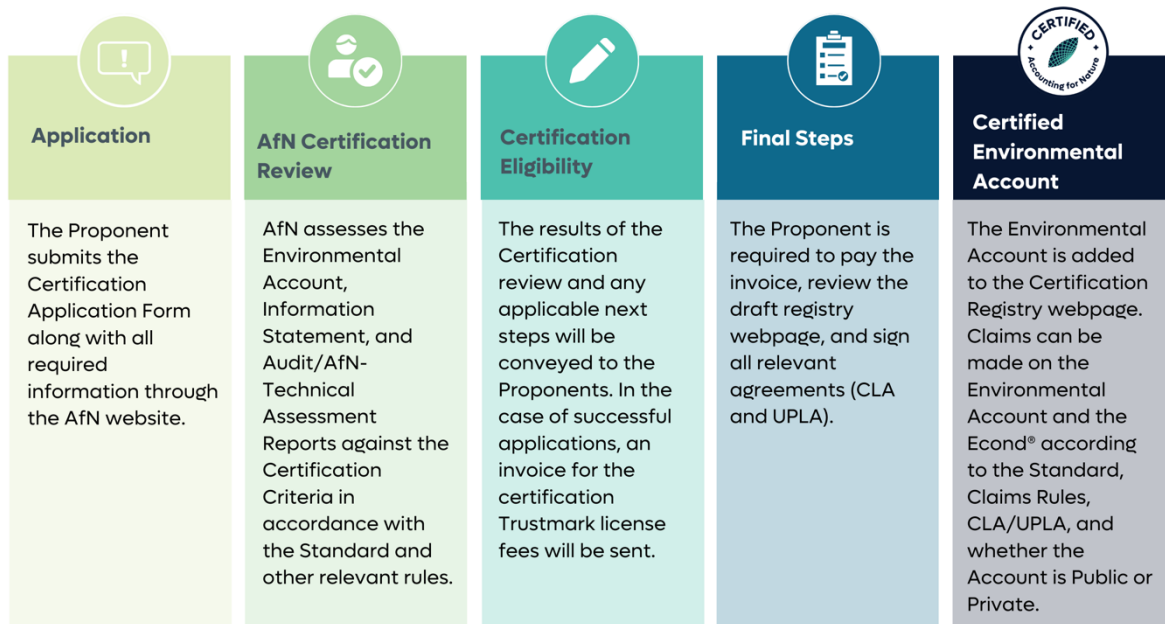 Application
The Proponent
submits the
Certification
Application Form
along with all
required
information through
the AfN website.
AfN Certification
Review
AfN assesses the
Environmental
Account,
Information
Statement, and
Audit/AfN-
Technical
Assessment
Reports against the
Certification
Criteria in
accordance with
the Standard and
other relevant rules.
Certification
Eligibility
The results of the
Certification
review and any
applicable next
steps will be
conveyed to the
Proponents. In the
case of successful
applications, an
invoice for the
certification
Trustmark license
fees will be sent.
Final Steps
The Proponent is
required to pay the
invoice, review the
draft registry
webpage, and sign
all relevant
agreements (CLA
and UPLA).
CERTIFIED
Accounting for Nature
Certified
Environmental
Account
The Environmental
Account is added
to the Certification
Registry webpage.
Claims can be
made on the
Environmental
Account and the
Econd® according
to the Standard,
Claims Rules,
CLA/UPLA, and
whether the
Account is Public or
Private.